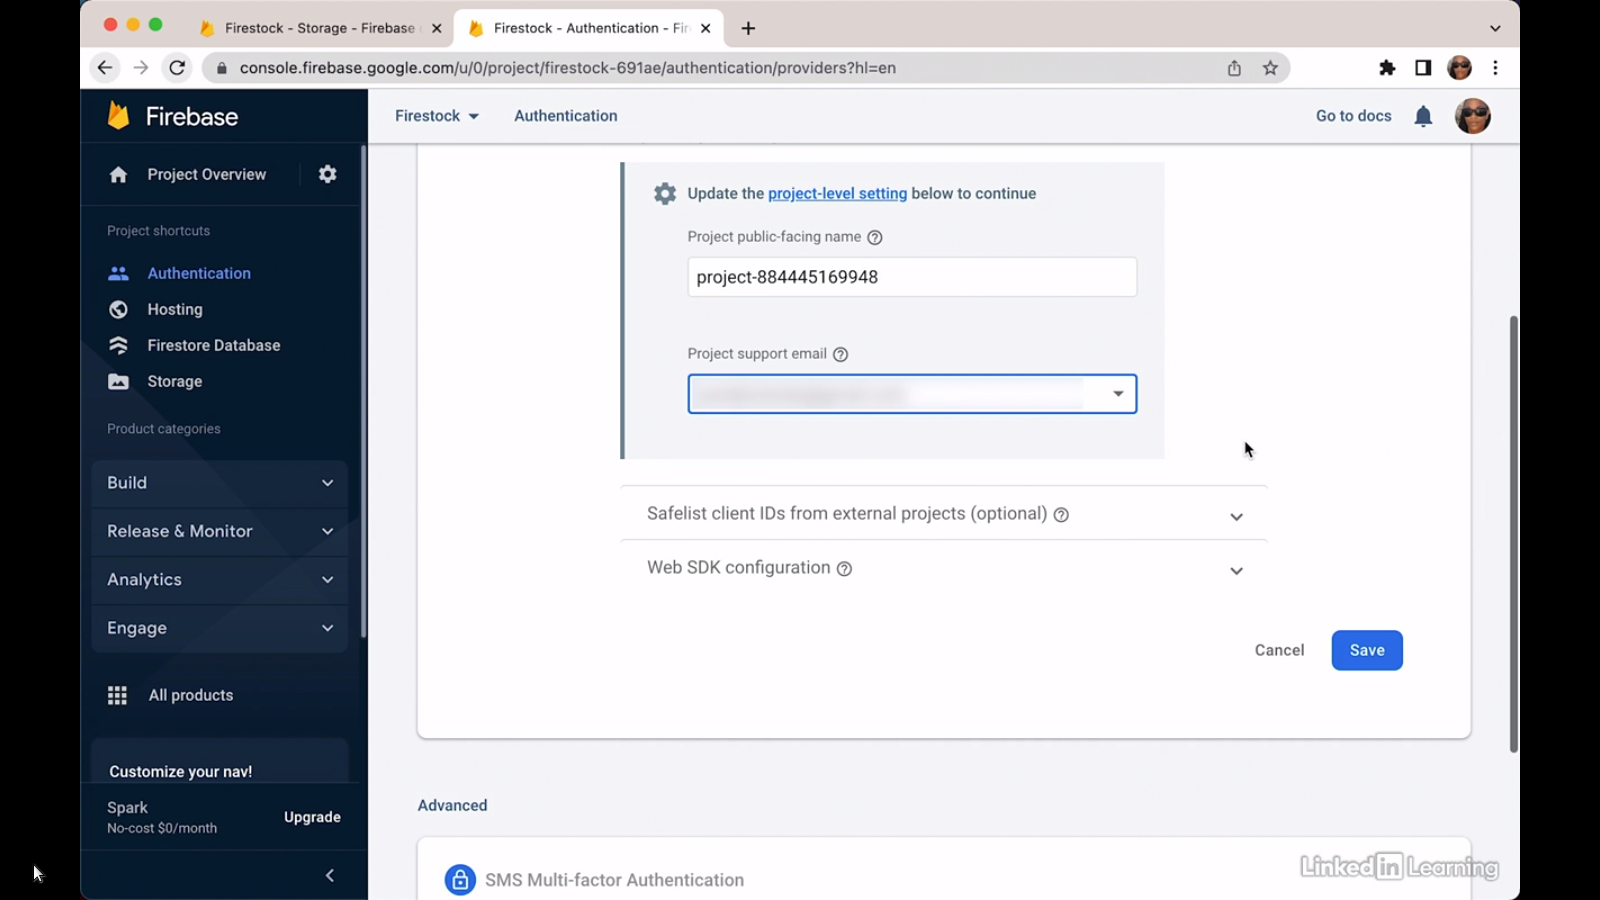 Firestock - Storage - Firebase
Firestock - Authentication - Fir
console.firebase.google.com/u/0/project/firestock-691ae/authentication/providers?hl=en
Firebase
Firestock
Authentication
Go to docs
Project Overview
Project shortcuts
Authentication
Hosting
Firestore Database
Storage
Product categories
Build
Release & Monitor
Analytics
Engage
All products
Customize your nav!
Spark
No-cost $0/month
Upgrade
Update the project-level setting below to continue
Project public-facing name
project-884445169948
Project support email
Safelist client IDs from external projects (optional)
Web SDK configuration
Cancel
Save
Advanced
SMS Multi-factor Authentication
LinkedIn Learning